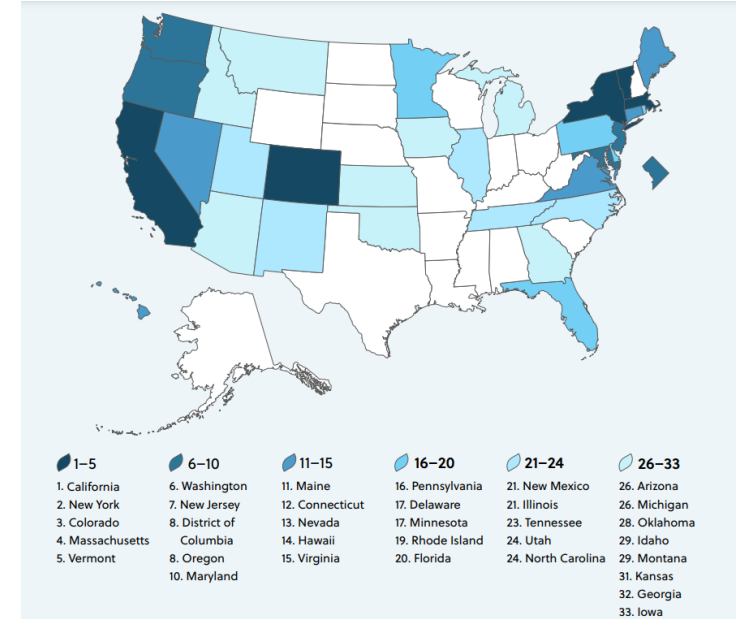 1–5
1. California
2. New York
3. Colorado
4. Massachusetts
5. Vermont
6–10
6. Washington
7. New Jersey
8. District of
Columbia
8. Oregon
10. Maryland
11–15
11. Maine
12. Connecticut
13. Nevada
14. Hawaii
15. Virginia
16–20
16. Pennsylvania
17. Delaware
17. Minnesota
19. Rhode Island
20. Florida
21–24
21. New Mexico
21. Illinois
23. Tennessee
24. Utah
24. North Carolina
26–33
26. Arizona
26. Michigan
28. Oklahoma
29. Idaho
29. Montana
31. Kansas
32. Georgia
33. Iowa